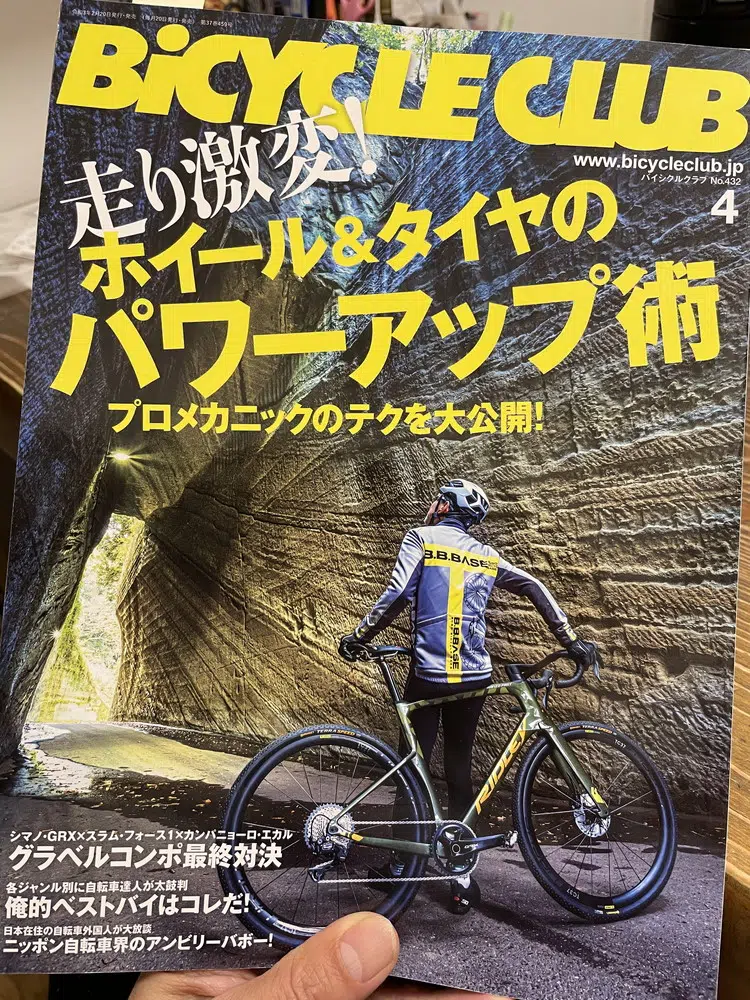 BiCYCLE CLUB
走り激変!
www.bicycleclub.jp
バイシクルクラブ No.432
4
ホイール&タイヤの
パワーアップ術
プロメカニックのテクを大公開!
B.B.BASE
B.B.BASE
RIDLEY
TERRA SPEED
TC37
TC37
シマノ・GRX×スラム・フォース1×カンパニョーロ・エカル
グラベルコンポ最終対決
各ジャンル別に自転車達人が太鼓判
俺的ベストバイはコレだ!
日本在住の自転車外国人が大放談
ニッポン自転車界のアンビリーバボー!